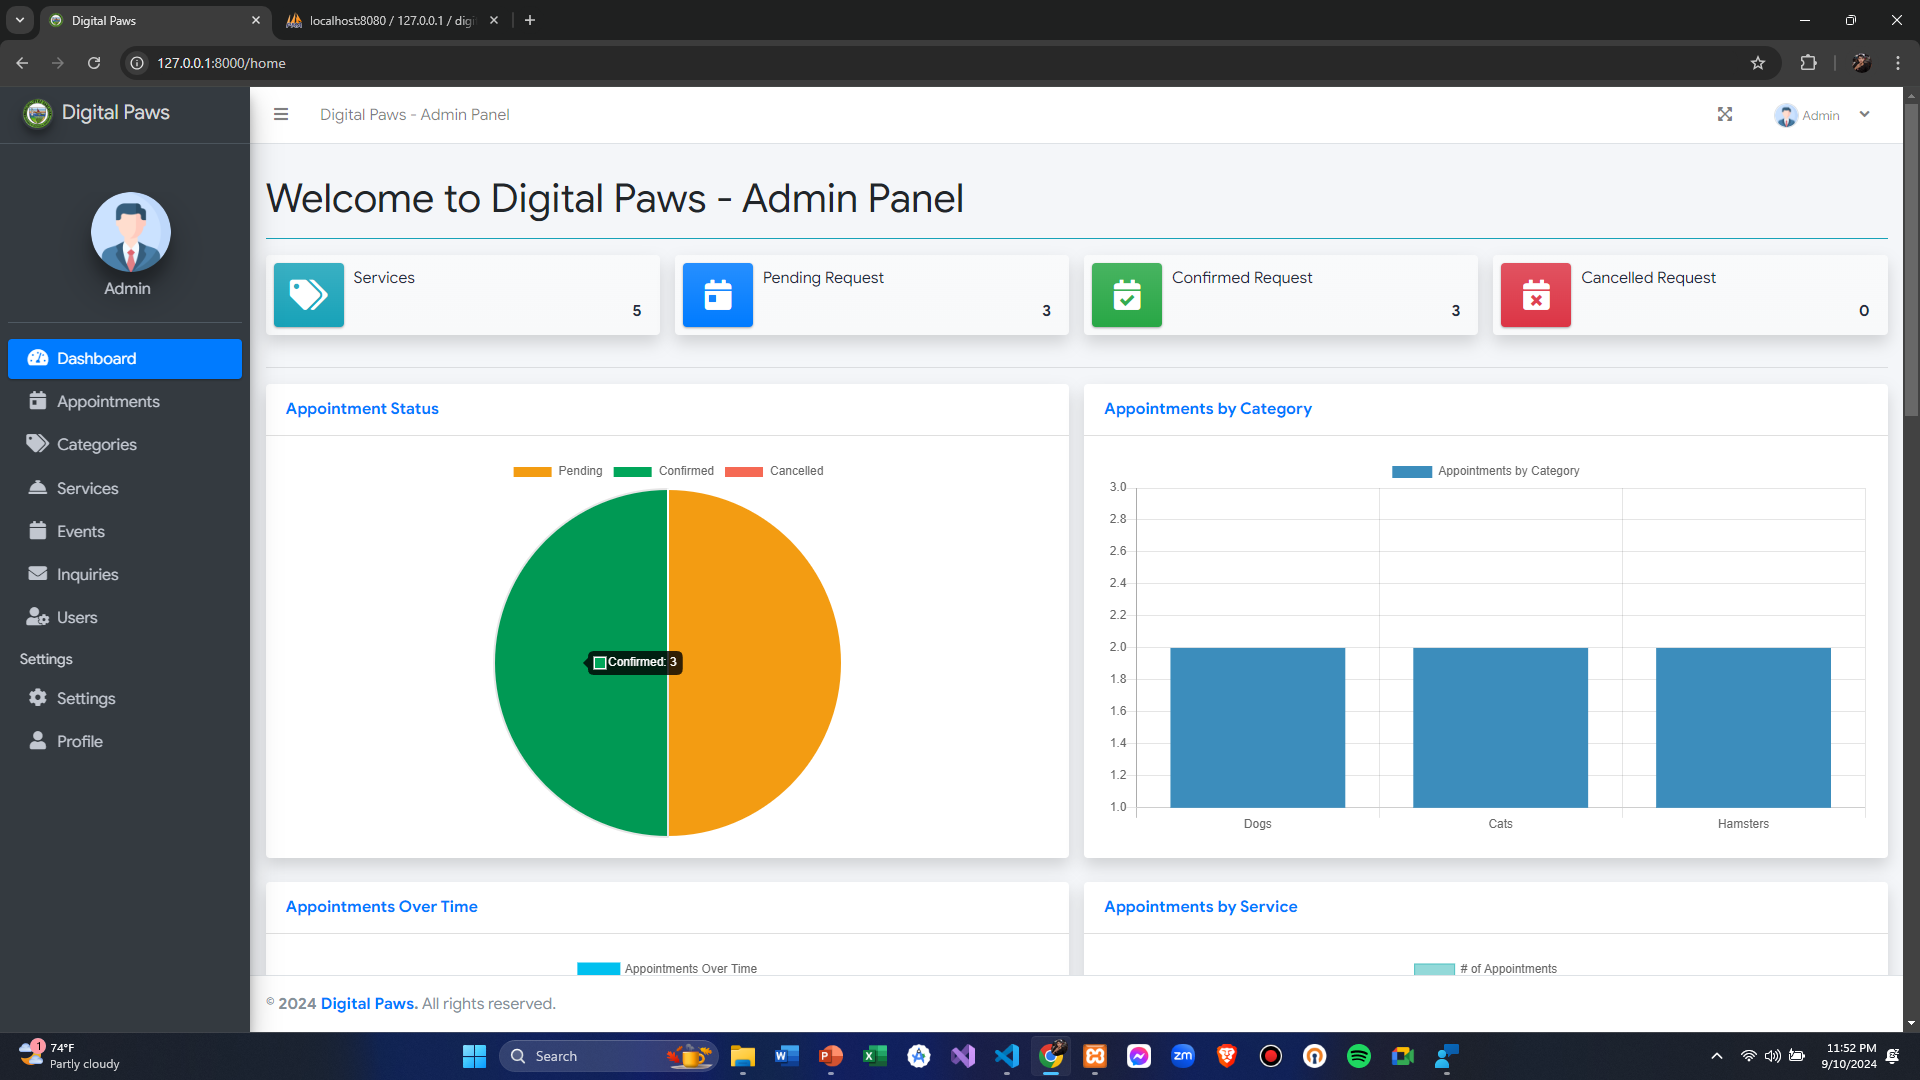 Digital Paws
localhost:8080 / 127.0.0.1 / digi
127.0.0.1:8000/home
Digital Paws
Digital Paws - Admin Panel
Admin
Admin
Dashboard
Appointments
Categories
Services
Events
Inquiries
Users
Settings
Settings
Profile
Welcome to Digital Paws - Admin Panel
Services
5
Pending Request
3
Confirmed Request
3
Cancelled Request
0
Appointment Status
Pending Confirmed Cancelled
Confirmed: 3
Appointments by Category
Appointments by Category
3.0
2.8
2.6
2.4
2.2
2.0
1.8
1.6
1.4
1.2
1.0
Dogs Cats Hamsters
Appointments Over Time
Appointments Over Time
Appointments by Service
# of Appointments
© 2024 Digital Paws. All rights reserved.
1
74°F
Partly cloudy
Search
W
P
X
zm
11:52 PM
9/10/2024